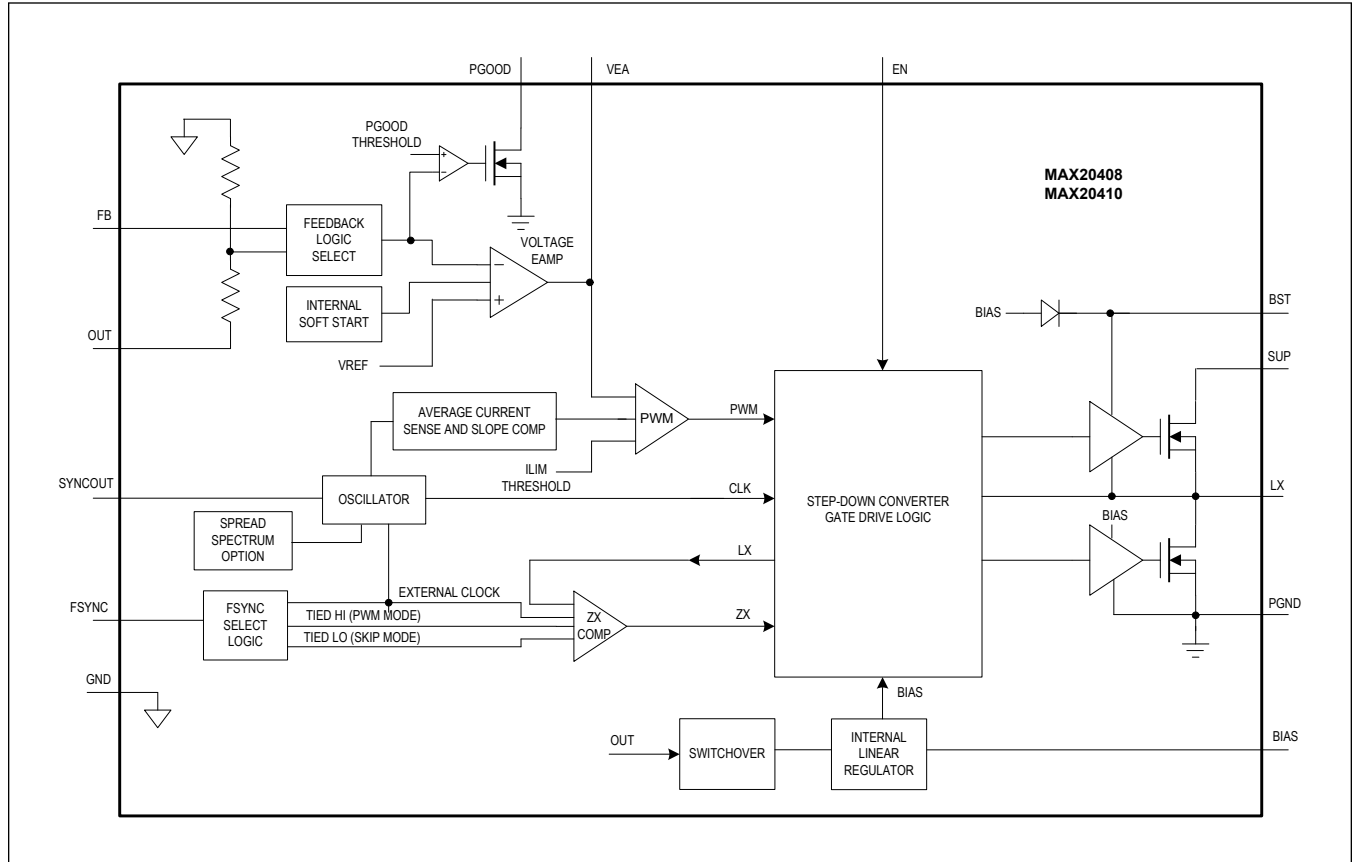 PGOOD
VEA
EN
PGOOD
THRESHOLD
+
−
MAX20408
MAX20410
FB
FEEDBACK
LOGIC
SELECT
VOLTAGE
EAMP
−
+
INTERNAL
SOFT START
OUT
VREF
BIAS
BST
SUP
AVERAGE CURRENT
SENSE AND SLOPE COMP
PWM
PWM
ILIM
THRESHOLD
SYNCOUT
OSCILLATOR
CLK
STEP-DOWN CONVERTER
GATE DRIVE LOGIC
LX
SPREAD
SPECTRUM
OPTION
BIAS
LX
FSYNC
FSYNC
SELECT
LOGIC
EXTERNAL CLOCK
TIED HI (PWM MODE)
TIED LO (SKIP MODE)
ZX
COMP
ZX
PGND
GND
BIAS
OUT
SWITCHOVER
INTERNAL
LINEAR
REGULATOR
BIAS